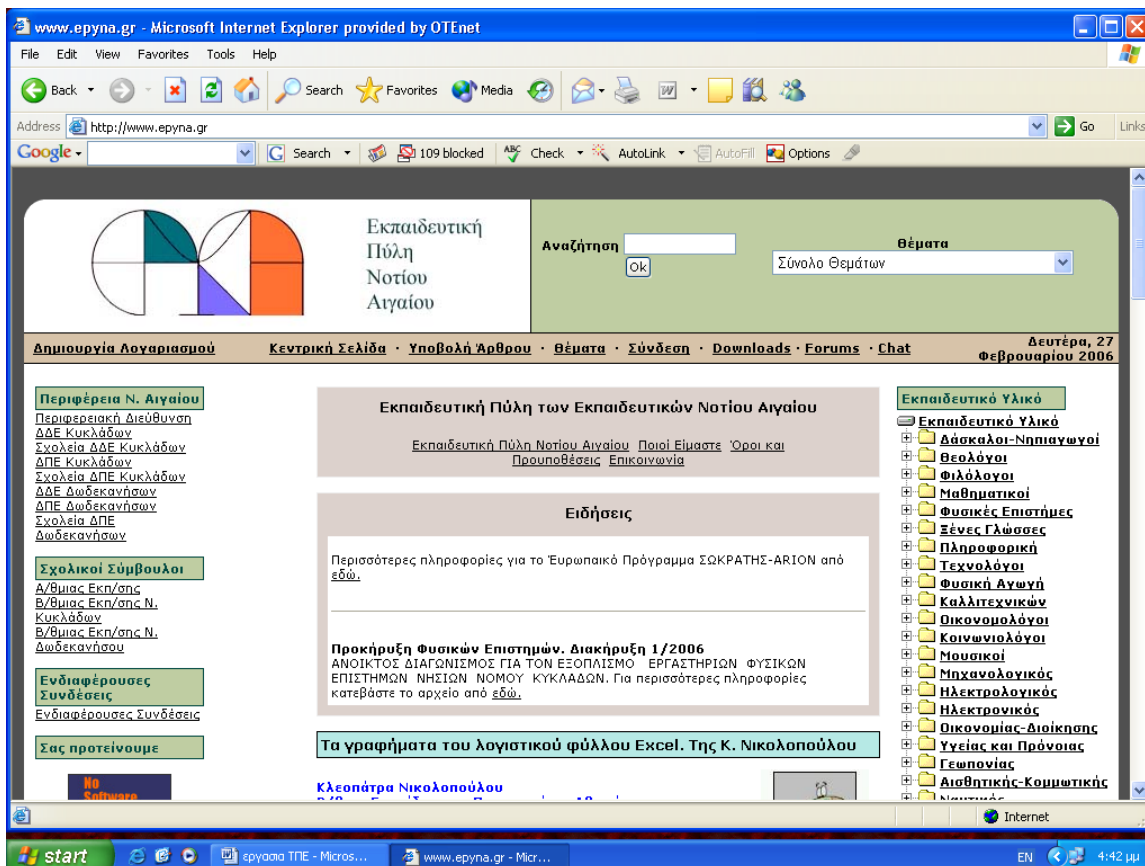 www.epyna.gr - Microsoft Internet Explorer provided by OTEnet
File Edit View Favorites Tools Help
Back Search Favorites Media
Address http://www.epyna.gr Go Links
Google Search 109 blocked ABC Check AutoLink AutoFill Options
Εκπαιδευτική
Πύλη
Νοτίου
Αιγαίου
Αναζήτηση
Ok
Θέματα
Σύνολο Θεμάτων
Δημιουργία Λογαριασμού
Κεντρική Σελίδα · Υποβολή Άρθρου · Θέματα · Σύνδεση · Downloads · Forums · Chat
Δευτέρα, 27
Φεβρουαρίου 2006
Περιφέρεια Ν. Αιγαίου
Περιφερειακή Διεύθυνση
ΔΔΕ Κυκλάδων
Σχολεία ΔΔΕ Κυκλάδων
ΔΠΕ Κυκλάδων
Σχολεία ΔΠΕ Κυκλάδων
ΔΔΕ Δωδεκανήσων
ΔΠΕ Δωδεκανήσων
Σχολεία ΔΠΕ
Δωδεκανήσων
Σχολικοί Σύμβουλοι
Α/θμιας Εκπ/σης
Β/θμιας Εκπ/σης Ν.
Κυκλάδων
Β/θμιας Εκπ/σης Ν.
Δωδεκανήσου
Ενδιαφέρουσες
Συνδέσεις
Ενδιαφέρουσες Συνδέσεις
Σας προτείνουμε
No
Software
Εκπαιδευτική Πύλη των Εκπαιδευτικών Νοτίου Αιγαίου
Εκπαιδευτική Πύλη Νοτίου Αιγαίου Ποιοί Είμαστε Όροι και
Προυποθέσεις Επικοινωνία
Ειδήσεις
Περισσότερες πληροφορίες για το Έυρωπαικό Πρόγραμμα ΣΩΚΡΑΤΗΣ-ARION από
εδώ.
Προκήρυξη Φυσικών Επιστημών. Διακήρυξη 1/2006
ΑΝΟΙΚΤΟΣ ΔΙΑΓΩΝΙΣΜΟΣ ΓΙΑ ΤΟΝ ΕΞΟΠΛΙΣΜΟ ΕΡΓΑΣΤΗΡΙΩΝ ΦΥΣΙΚΩΝ
ΕΠΙΣΤΗΜΩΝ ΝΗΣΙΩΝ ΝΟΜΟΥ ΚΥΚΛΑΔΩΝ. Για περισσότερες πληροφορίες
κατεβάστε το αρχείο από εδώ.
Τα γραφήματα του λογιστικού φύλλου Excel. Της Κ. Νικολοπούλου
Κλεοπάτρα Νικολοπούλου
Εκπαιδευτικό Υλικό
Εκπαιδευτικό Υλικό
Δάσκαλοι-Νηπιαγωγοί
Θεολόγοι
Φιλόλογοι
Μαθηματικοί
Φυσικές Επιστήμες
Ξένες Γλώσσες
Πληροφορική
Τεχνολόγοι
Φυσική Αγωγή
Καλλιτεχνικών
Οικονομολόγοι
Κοινωνιολόγοι
Μουσικοί
Μηχανολογικός
Ηλεκτρολογικός
Ηλεκτρονικός
Οικονομίας-Διοίκησης
Υγείας και Πρόνοιας
Γεωπονίας
Αισθητικής-Κομμωτικής
Ναυτικός
Internet
start εργασια ΤΠΕ - Micros... www.epyna.gr - Micr... EN 4:42 μμ